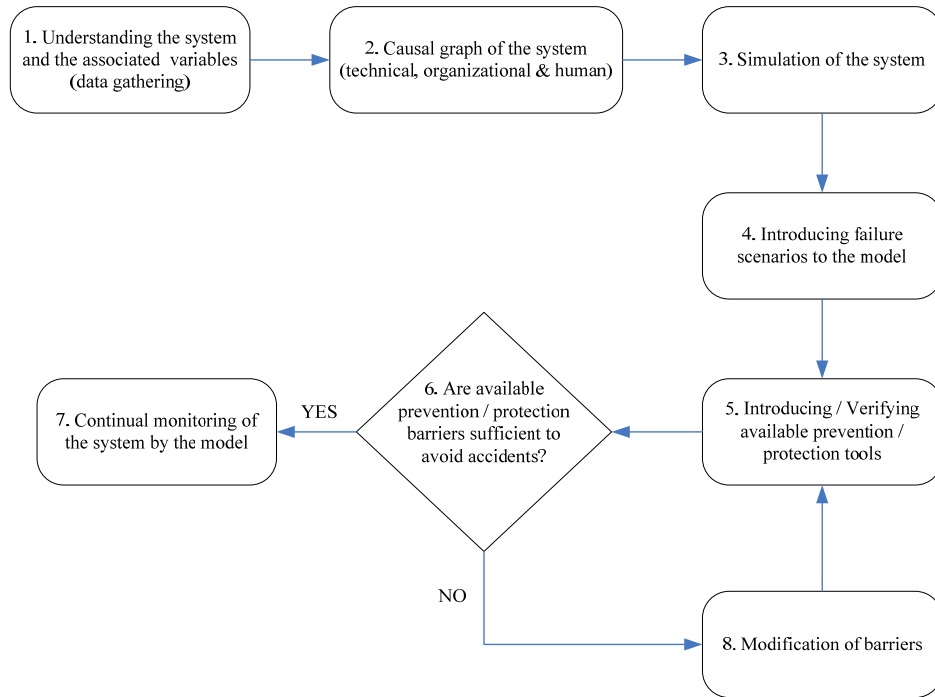 1. Understanding the system
and the associated variables
(data gathering)
2. Causal graph of the system
(technical, organizational & human)
3. Simulation of the system
4. Introducing failure
scenarios to the model
5. Introducing / Verifying
available prevention /
protection tools
6. Are available
prevention / protection
barriers sufficient to
avoid accidents?
YES
7. Continual monitoring of
the system by the model
NO
8. Modification of barriers